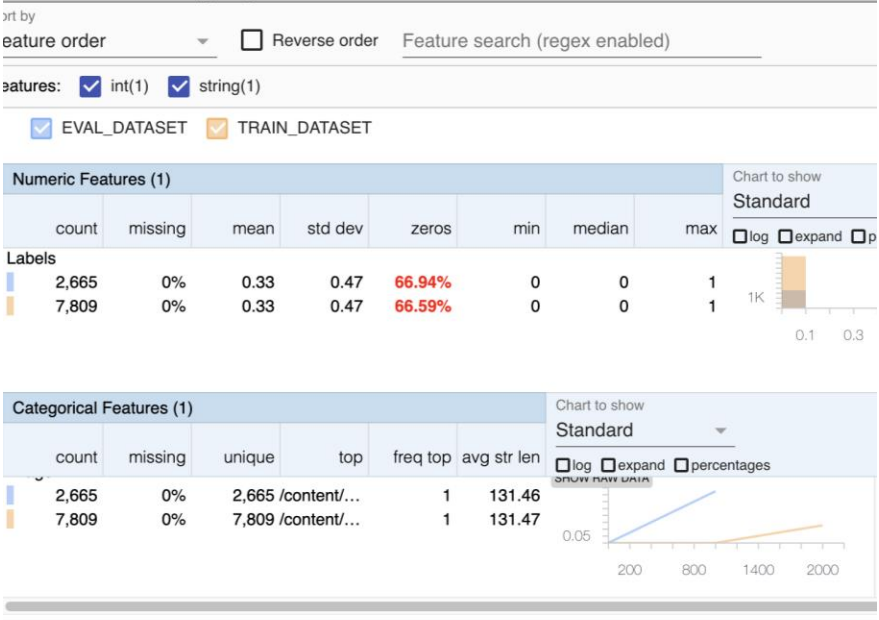 ort by
eature order Reverse order Feature search (regex enabled)
eatures: int(1) string(1)
EVAL_DATASET TRAIN_DATASET
Numeric Features (1) Chart to show
Standard
count missing mean std dev zeros min median max
log expand p
Labels
2,665 0% 0.33 0.47 66.94% 0 0 1
7,809 0% 0.33 0.47 66.59% 0 0 1
1K
0.1 0.3
Categorical Features (1) Chart to show
Standard
count missing unique top freq top avg str len
log expand percentages
SHOW RAW DATA
2,665 0% 2,665 /content/… 1 131.46
7,809 0% 7,809 /content/… 1 131.47
0.05
200 800 1400 2000